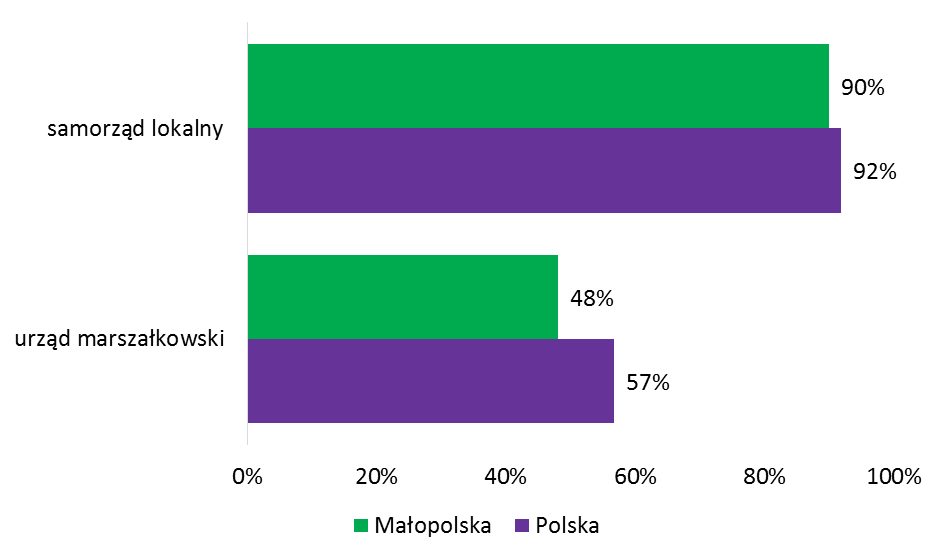 90%
samorząd lokalny
92%
48%
urząd marszałkowski
57%
0% 20% 40% 60% 80% 100%
Małopolska Polska